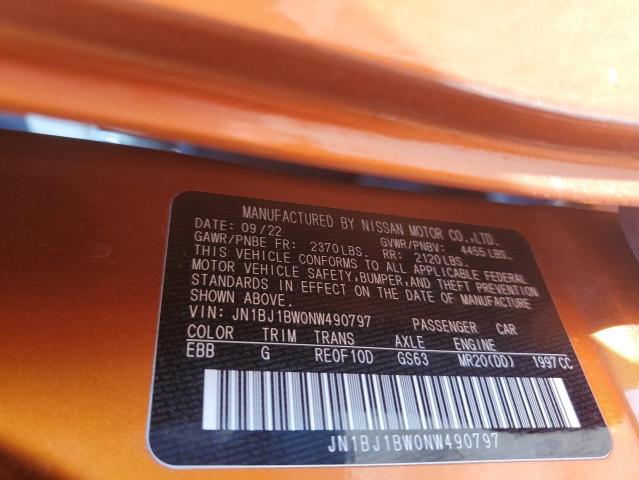 MANUFACTURED BY NISSAN MOTOR CO.,LTD.
DATE: 09/22 GVWR/PNBV: 4455LBS.
GAWR/PNBE FR: 2370LBS. RR: 2120LBS.
THIS VEHICLE CONFORMS TO ALL APPLICABLE FEDERAL
MOTOR VEHICLE SAFETY,BUMPER,AND THEFT PREVENTION
STANDARDS IN EFFECT ON THE DATE OF MANUFACTURE
SHOWN ABOVE.
VIN: JN1BJ1BW0NW490797 PASSENGER CAR
COLOR TRIM TRANS AXLE ENGINE
EBB G RE0F10D GS63 MR20(DD) 1997CC
JN1BJ1BW0NW490797